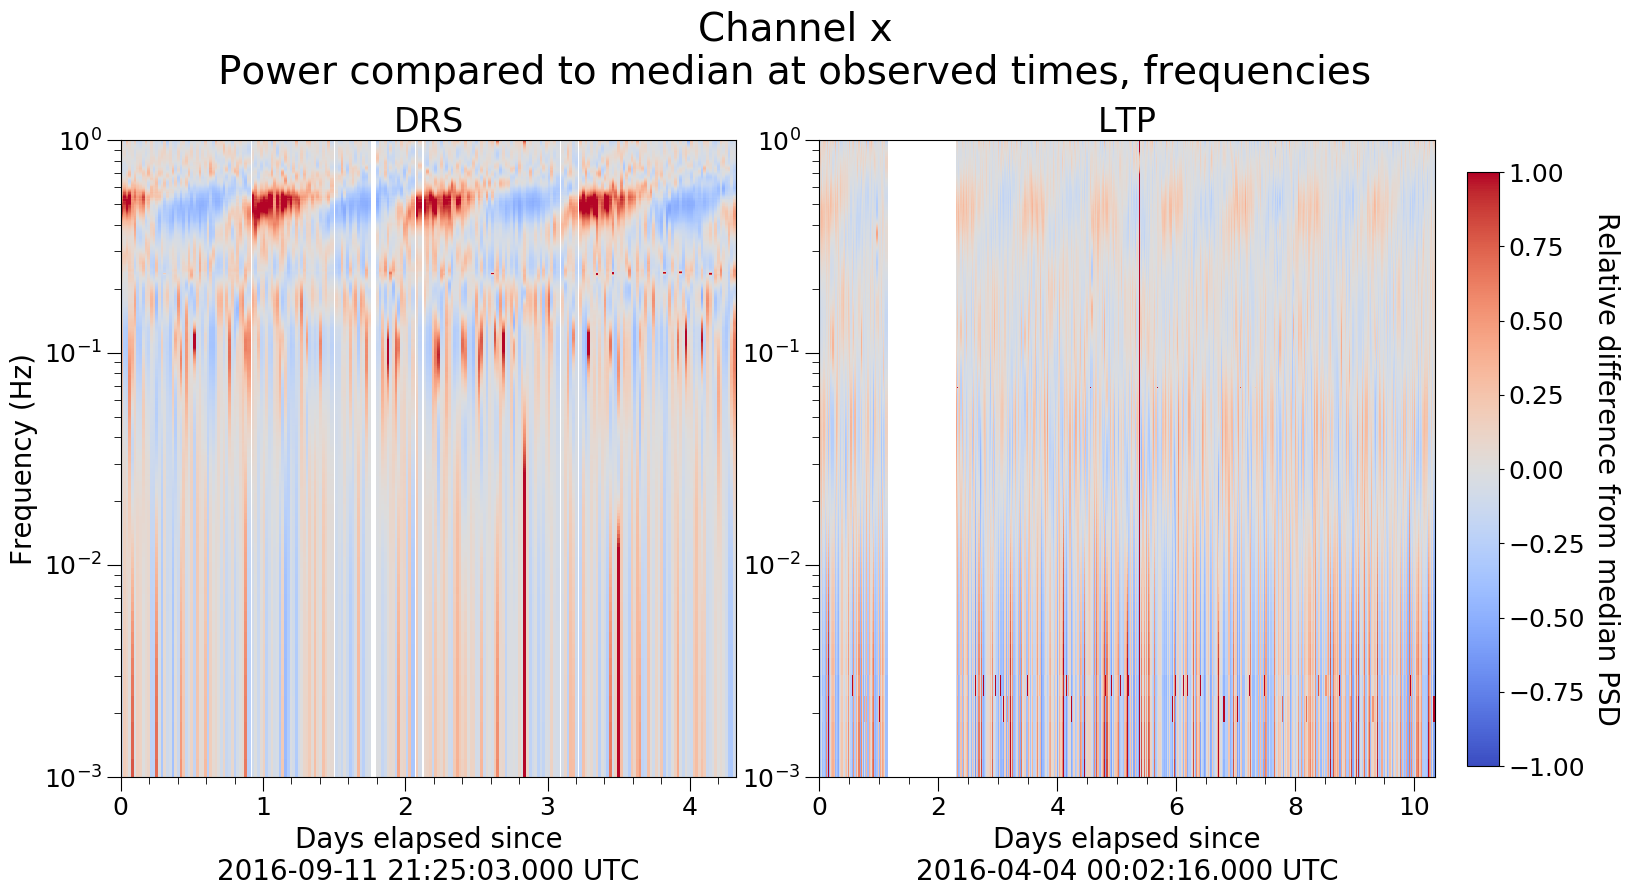 Channel x
Power compared to median at observed times, frequencies
DRS
LTP
Frequency (Hz)
10⁰
10⁻¹
10⁻²
10⁻³
0 1 2 3 4
Days elapsed since
2016-09-11 21:25:03.000 UTC
10⁰
10⁻¹
10⁻²
10⁻³
0 2 4 6 8 10
Days elapsed since
2016-04-04 00:02:16.000 UTC
1.00
0.75
0.50
0.25
0.00
−0.25
−0.50
−0.75
−1.00
Relative difference from median PSD